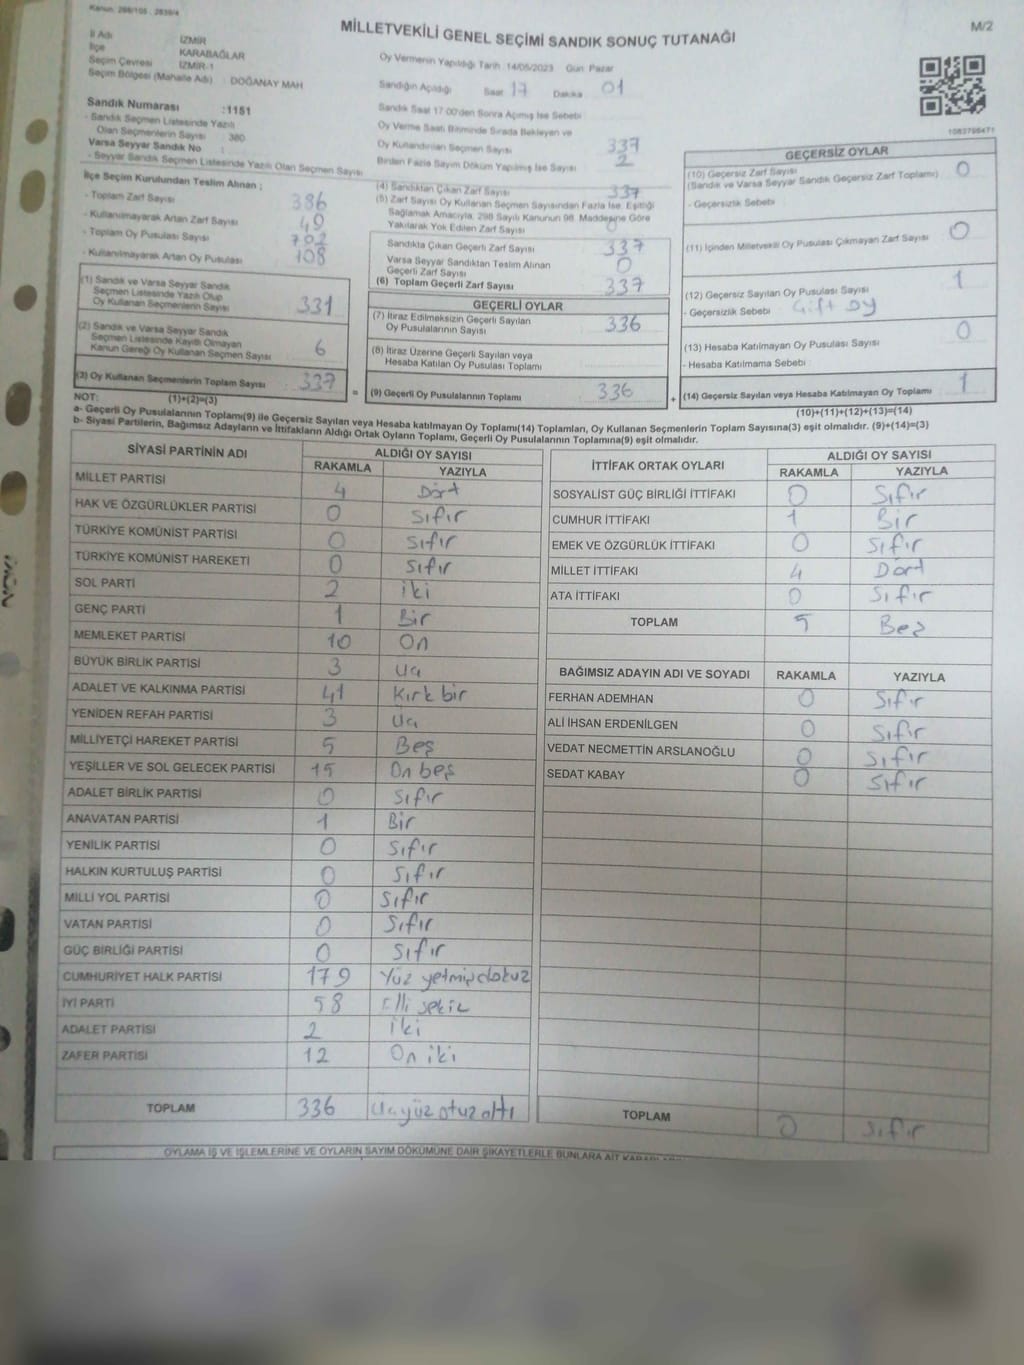 Kanun: 298/105 . 2839/4
MİLLETVEKİLİ GENEL SEÇİMİ SANDIK SONUÇ TUTANAĞI
M/2
İl Adı İZMİR
İlçe KARABAĞLAR
Seçim Çevresi İZMİR-1
Seçim Bölgesi (Mahalle Adı) : DOĞANAY MAH
Oy Vermenin Yapıldığı Tarih :14/05/2023 Gün: Pazar
Sandığın Açıldığı Saat 17 Dakika 01
Sandık Saat 17:00'den Sonra Açılmış İse Sebebi
Oy Verme Saati Bitiminde Sırada Bekleyen ve
Oy Kullandırılan Seçmen Sayısı 337
Birden Fazla Sayım Döküm Yapılmış İse Sayısı 2
Sandık Numarası :1151
- Sandık Seçmen Listesinde Yazılı
Olan Seçmenlerin Sayısı 380
Varsa Seyyar Sandık No :
- Seyyar Sandık Seçmen Listesinde Yazılı Olan Seçmen Sayısı
İlçe Seçim Kurulundan Teslim Alınan ;
- Toplam Zarf Sayısı 386
- Kullanılmayarak Artan Zarf Sayısı 49
- Toplam Oy Pusulası Sayısı 702
- Kullanılmayarak Artan Oy Pusulası 108
(1) Sandık ve Varsa Seyyar Sandık
Seçmen Listesinde Yazılı Olup
Oy Kullanan Seçmenlerin Sayısı 331
(2) Sandık ve Varsa Seyyar Sandık
Seçmen Listesinde Kayıtlı Olmayan
Kanun Gereği Oy Kullanan Seçmen Sayısı 6
(3) Oy Kullanan Seçmenlerin Toplam Sayısı 337
(4) Sandıktan Çıkan Zarf Sayısı 337
(5) Zarf Sayısı Oy Kullanan Seçmen Sayısından Fazla İse, Eşitliği
Sağlamak Amacıyla, 298 Sayılı Kanunun 98. Maddesine Göre
Yakılarak Yok Edilen Zarf Sayısı 0
Sandıkta Çıkan Geçerli Zarf Sayısı 337
Varsa Seyyar Sandıktan Teslim Alınan
Geçerli Zarf Sayısı 0
(6) Toplam Geçerli Zarf Sayısı 337
GEÇERLİ OYLAR
(7) İtiraz Edilmeksizin Geçerli Sayılan
Oy Pusulalarının Sayısı 336
(8) İtiraz Üzerine Geçerli Sayılan veya
Hesaba Katılan Oy Pusulası Toplamı
= (9) Geçerli Oy Pusulalarının Toplamı 336 +
1083798471
GEÇERSİZ OYLAR
(10) Geçersiz Zarf Sayısı
(Sandık ve Varsa Seyyar Sandık Geçersiz Zarf Toplamı) 0
- Geçersizlik Sebebi
(11) İçinden Milletvekili Oy Pusulası Çıkmayan Zarf Sayısı 0
(12) Geçersiz Sayılan Oy Pusulası Sayısı 1
- Geçersizlik Sebebi Çift oy
(13) Hesaba Katılmayan Oy Pusulası Sayısı 0
- Hesaba Katılmama Sebebi
(14) Geçersiz Sayılan veya Hesaba Katılmayan Oy Toplamı 1
NOT: (1)+(2)=(3)
(10)+(11)+(12)+(13)=(14)
a- Geçerli Oy Pusulalarının Toplamı(9) ile Geçersiz Sayılan veya Hesaba katılmayan Oy Toplamı(14) Toplamları, Oy Kullanan Seçmenlerin Toplam Sayısına(3) eşit olmalıdır. (9)+(14)=(3)
b- Siyasi Partilerin, Bağımsız Adayların ve İttifakların Aldığı Ortak Oyların Toplamı, Geçerli Oy Pusulalarının Toplamına(9) eşit olmalıdır.
SİYASİ PARTİNİN ADI ALDIĞI OY SAYISI
RAKAMLA YAZIYLA
MİLLET PARTİSİ 4 Dört
HAK VE ÖZGÜRLÜKLER PARTİSİ 0 Sıfır
TÜRKİYE KOMÜNİST PARTİSİ 0 Sıfır
TÜRKİYE KOMÜNİST HAREKETİ 0 Sıfır
SOL PARTİ 2 iki
GENÇ PARTİ 1 Bir
MEMLEKET PARTİSİ 10 On
BÜYÜK BİRLİK PARTİSİ 3 Üç
ADALET VE KALKINMA PARTİSİ 41 Kırk bir
YENİDEN REFAH PARTİSİ 3 Üç
MİLLİYETÇİ HAREKET PARTİSİ 5 Beş
YEŞİLLER VE SOL GELECEK PARTİSİ 15 On beş
ADALET BİRLİK PARTİSİ 0 Sıfır
ANAVATAN PARTİSİ 1 Bir
YENİLİK PARTİSİ 0 Sıfır
HALKIN KURTULUŞ PARTİSİ 0 Sıfır
MİLLİ YOL PARTİSİ 0 Sıfır
VATAN PARTİSİ 0 Sıfır
GÜÇ BİRLİĞİ PARTİSİ 0 Sıfır
CUMHURİYET HALK PARTİSİ 179 Yüz yetmiş dokuz
İYİ PARTİ 58 Elli sekiz
ADALET PARTİSİ 2 iki
ZAFER PARTİSİ 12 On iki
TOPLAM 336 Üç yüz otuz altı
İTTİFAK ORTAK OYLARI ALDIĞI OY SAYISI
RAKAMLA YAZIYLA
SOSYALİST GÜÇ BİRLİĞİ İTTİFAKI 0 Sıfır
CUMHUR İTTİFAKI 1 Bir
EMEK VE ÖZGÜRLÜK İTTİFAKI 0 Sıfır
MİLLET İTTİFAKI 4 Dört
ATA İTTİFAKI 0 Sıfır
TOPLAM 5 Beş
BAĞIMSIZ ADAYIN ADI VE SOYADI RAKAMLA YAZIYLA
FERHAN ADEMHAN 0 Sıfır
ALİ İHSAN ERDENİLGEN 0 Sıfır
VEDAT NECMETTİN ARSLANOĞLU 0 Sıfır
SEDAT KABAY 0 Sıfır
TOPLAM 0 Sıfır
OYLAMA İŞ VE İŞLEMLERİNE VE OYLARIN SAYIM DÖKÜMÜNE DAİR ŞİKAYETLERLE BUNLARA AİT